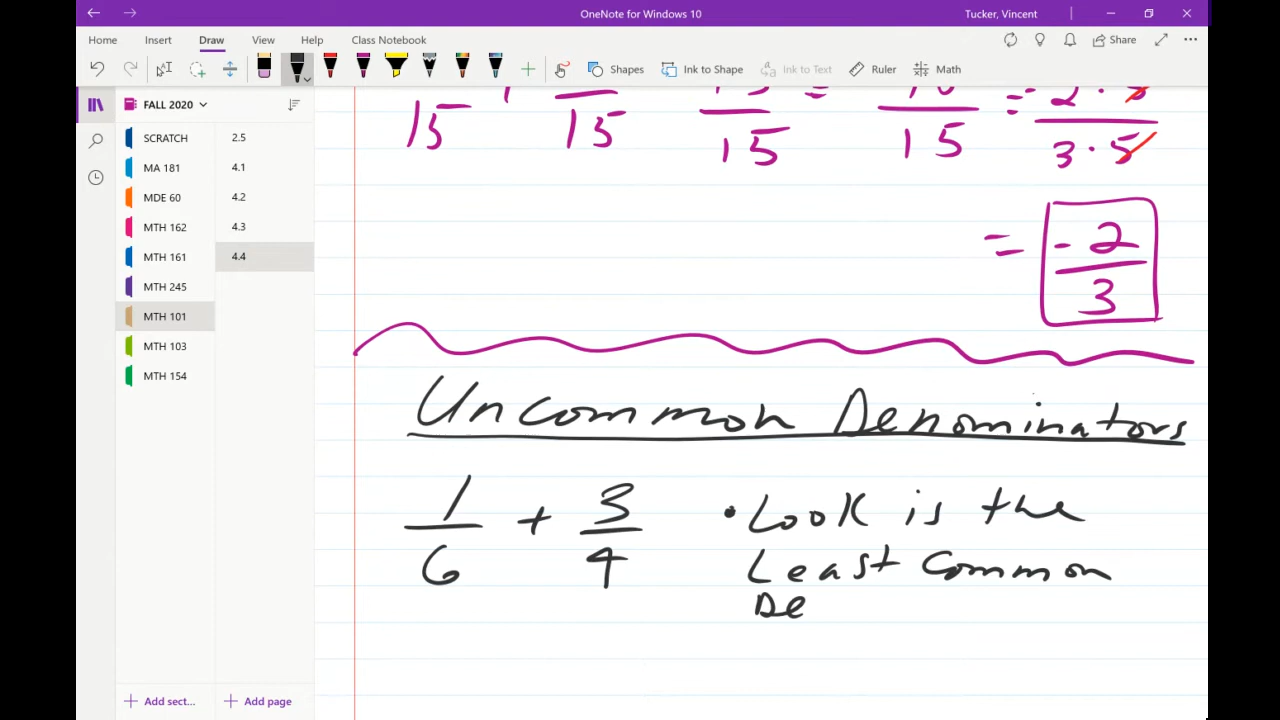 OneNote for Windows 10
Tucker, Vincent
Home Insert Draw View Help Class Notebook
Share
Shapes Ink to Shape Ink to Text Ruler Math
FALL 2020
SCRATCH
MA 181
MDE 60
MTH 162
MTH 161
MTH 245
MTH 101
MTH 103
MTH 154
2.5
4.1
4.2
4.3
4.4
15 15 15 = 15 = 3 · 5
= - 2
3
Uncommon Denominators
1 + 3
6 4
• Look is the
Least Common
De
Add sect...
Add page